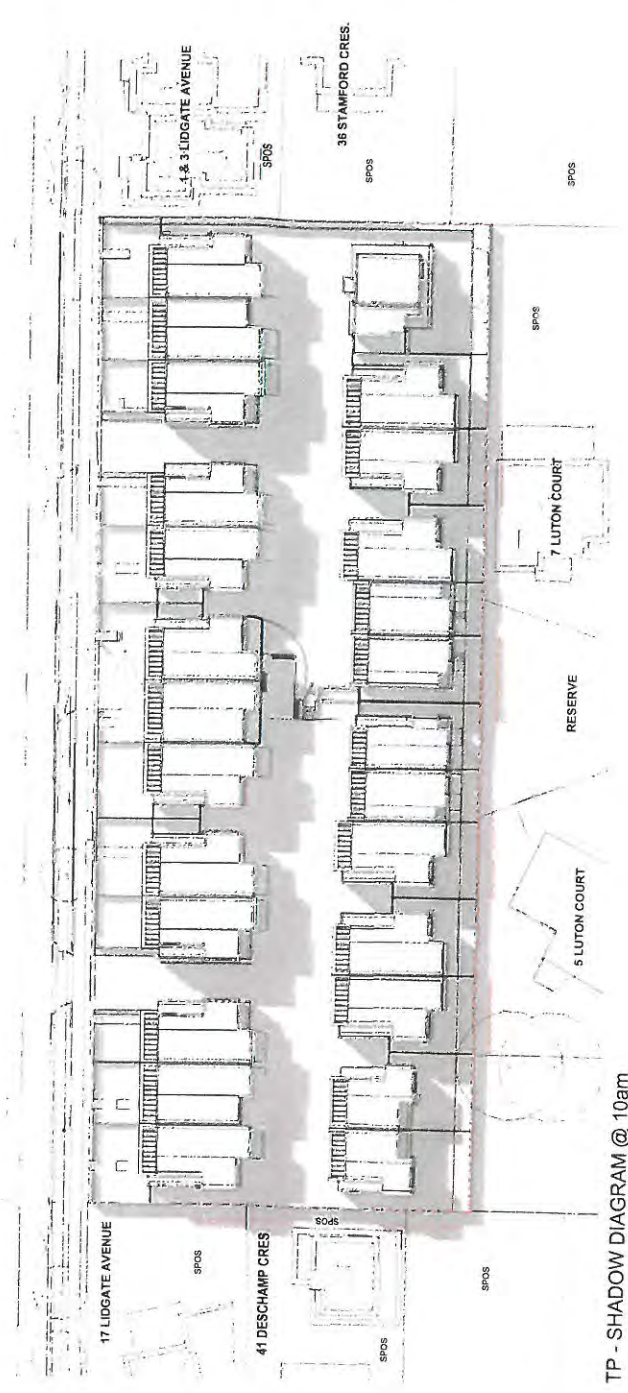 1 & 3 LIDGATE AVENUE
SPOS
36 STAMFORD CRES.
SPOS
SPOS
SPOS
7 LUTON COURT
RESERVE
5 LUTON COURT
17 LIDGATE AVENUE
SPOS
41 DESCHAMP CRES
SPOS
SPOS
SPOS
TP - SHADOW DIAGRAM @ 10am